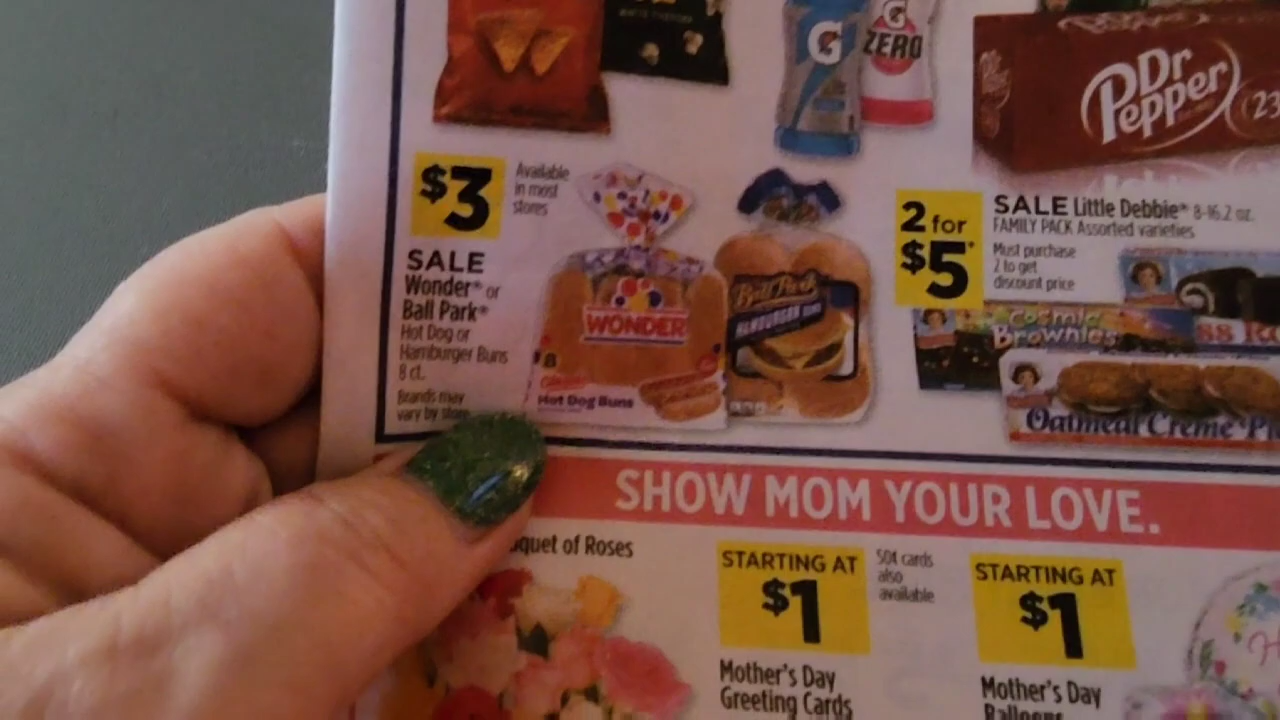 G
G
ZERO
Dr
Pepper
23
$3
Available
in most
stores
SALE
Wonder® or
Ball Park®
Hot Dog or
Hamburger Buns
8 ct.
Brands may
vary by store
WONDER
8
Hot Dog Buns
Ball Park
HAMBURGER BUNS
2 for
$5*
SALE Little Debbie® 8-16.2 oz.
FAMILY PACK Assorted varieties
Must purchase
2 to get
discount price
Cosmic
Brownies
Oatmeal Creme
SHOW MOM YOUR LOVE.
of Roses
STARTING AT
$1
50¢ cards
also
available
Mother's Day
Greeting Cards
STARTING AT
$1
Mother's Day
Balloons